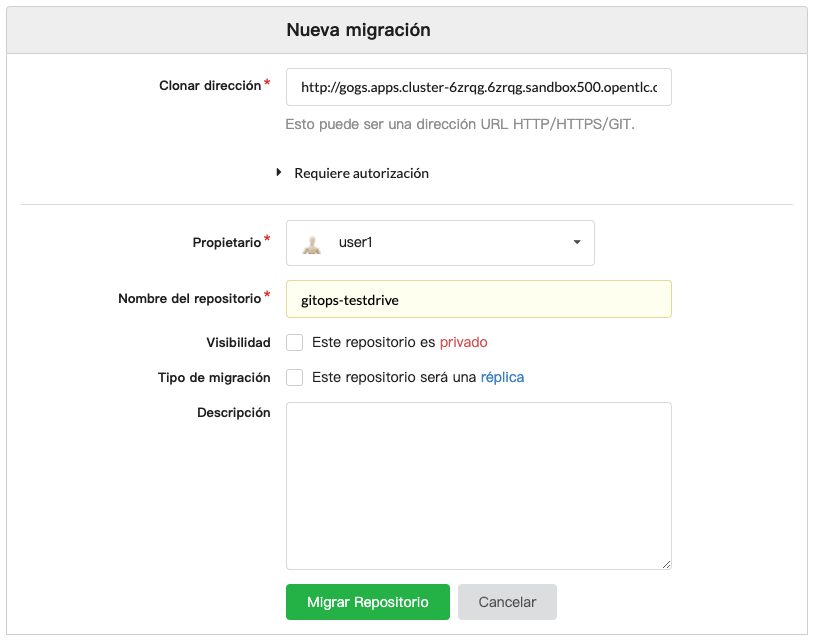 Nueva migración
Clonar dirección*
http://gogs.apps.cluster-6zrqg.6zrqg.sandbox500.opentlc.c
Esto puede ser una dirección URL HTTP/HTTPS/GIT.
Requiere autorización
Propietario* user1
Nombre del repositorio* gitops-testdrive
Visibilidad Este repositorio es privado
Tipo de migración Este repositorio será una réplica
Descripción
Migrar Repositorio Cancelar